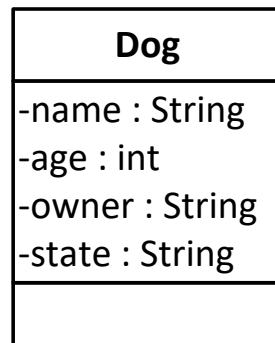 Dog
-name : String
-age : int
-owner : String
-state : String